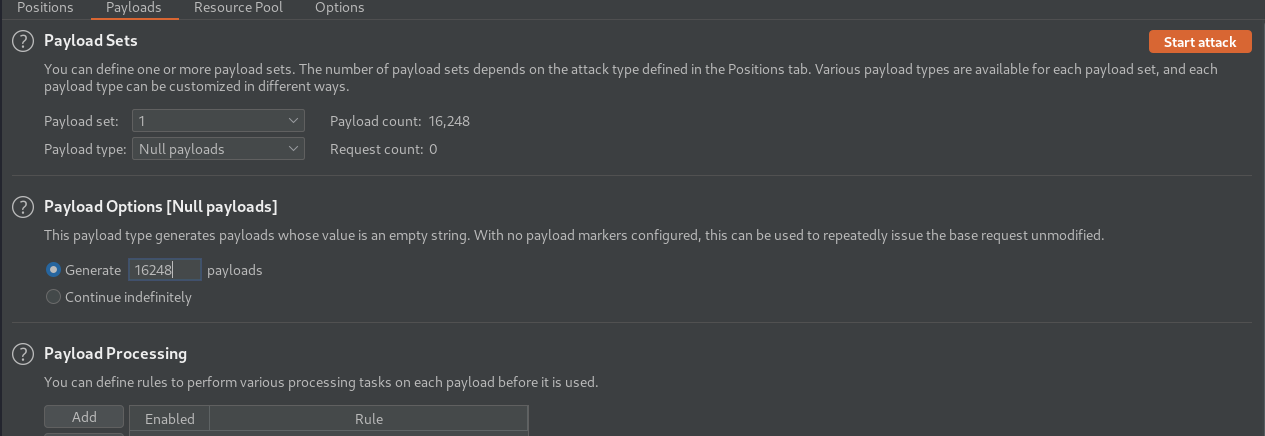 Positions Payloads Resource Pool Options
? Payload Sets Start attack
You can define one or more payload sets. The number of payload sets depends on the attack type defined in the Positions tab. Various payload types are available for each payload set, and each
payload type can be customized in different ways.
Payload set: 1 Payload count: 16,248
Payload type: Null payloads Request count: 0
? Payload Options [Null payloads]
This payload type generates payloads whose value is an empty string. With no payload markers configured, this can be used to repeatedly issue the base request unmodified.
Generate 16248 payloads
Continue indefinitely
? Payload Processing
You can define rules to perform various processing tasks on each payload before it is used.
Add Enabled Rule